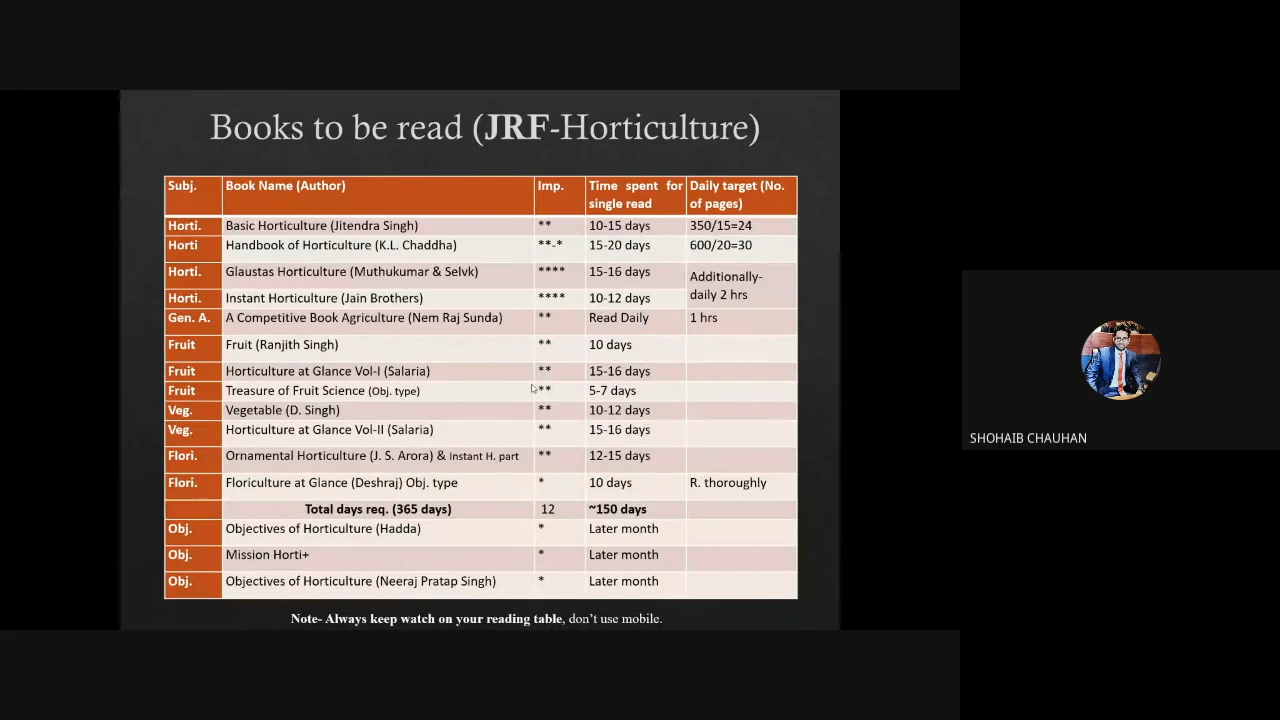 Books to be read (JRF-Horticulture)
Subj. Book Name (Author) Imp. Time spent for single read Daily target (No. of pages)
Horti. Basic Horticulture (Jitendra Singh) ** 10-15 days 350/15=24
Horti Handbook of Horticulture (K.L. Chaddha) **-* 15-20 days 600/20=30
Horti. Glaustas Horticulture (Muthukumar & Selvk) **** 15-16 days Additionally- daily 2 hrs
Horti. Instant Horticulture (Jain Brothers) **** 10-12 days
Gen. A. A Competitive Book Agriculture (Nem Raj Sunda) ** Read Daily 1 hrs
Fruit Fruit (Ranjith Singh) ** 10 days
Fruit Horticulture at Glance Vol-I (Salaria) ** 15-16 days
Fruit Treasure of Fruit Science (Obj. type) ** 5-7 days
Veg. Vegetable (D. Singh) ** 10-12 days
Veg. Horticulture at Glance Vol-II (Salaria) ** 15-16 days
Flori. Ornamental Horticulture (J. S. Arora) & Instant H. part ** 12-15 days
Flori. Floriculture at Glance (Deshraj) Obj. type * 10 days R. thoroughly
Total days req. (365 days) 12 ~150 days
Obj. Objectives of Horticulture (Hadda) * Later month
Obj. Mission Horti+ * Later month
Obj. Objectives of Horticulture (Neeraj Pratap Singh) * Later month
Note- Always keep watch on your reading table, don't use mobile.
SHOHAIB CHAUHAN